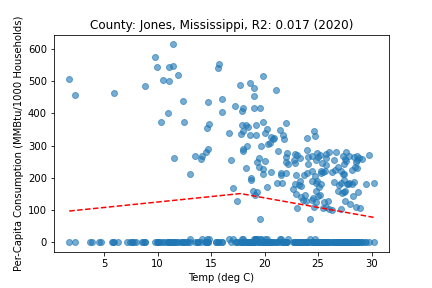 County: Jones, Mississippi, R2: 0.017 (2020)
Per-Capita Consumption (MMBtu/1000 Households)
600
500
400
300
200
100
0
5 10 15 20 25 30
Temp (deg C)